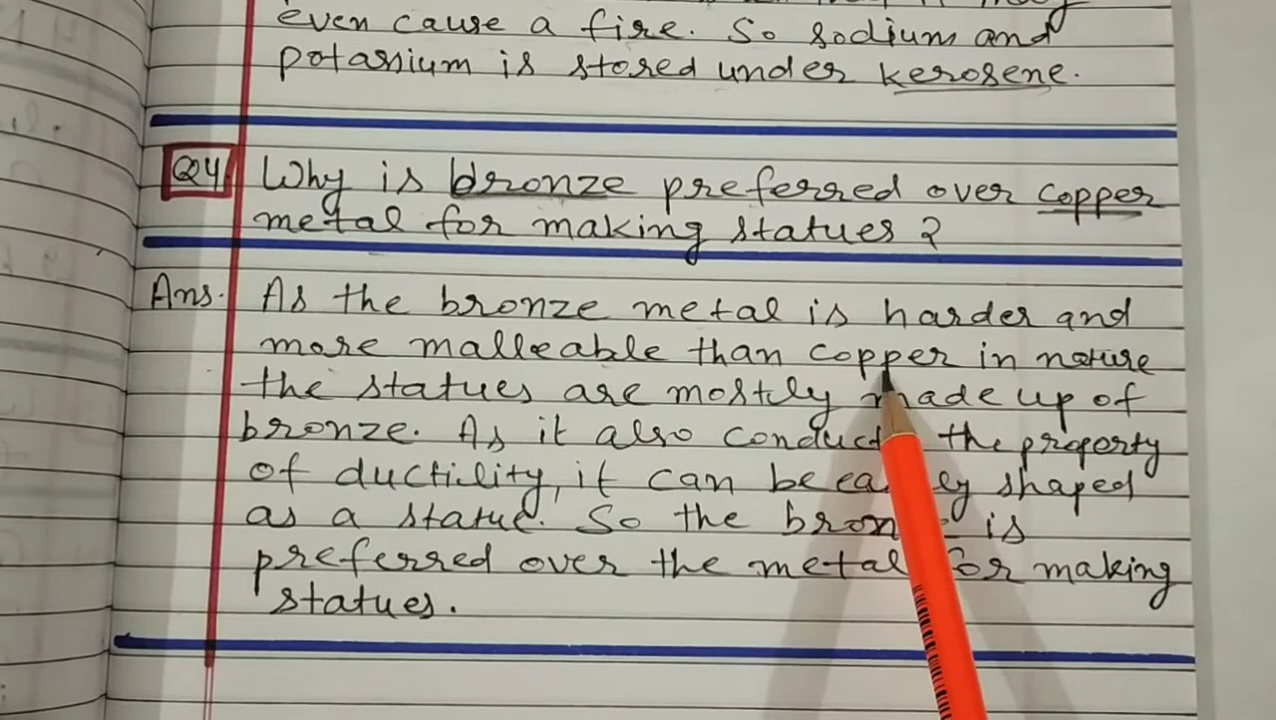 even cause a fire. So sodium and
potassium is stored under kerosene.
Q4. Why is bronze preferred over copper
metal for making statues ?
Ans. As the bronze metal is harder and
more malleable than copper in nature
the statues are mostly made up of
bronze. As it also conduct the property
of ductility, it can be ly shaped
as a statue. So the is
preferred over the metal for making
statues.